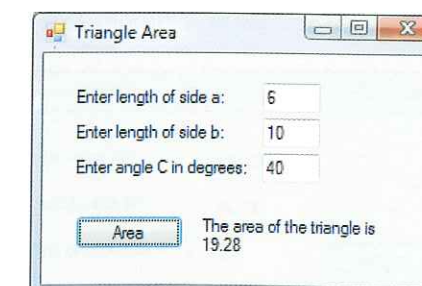 Triangle Area
Enter length of side a: 6
Enter length of side b: 10
Enter angle C in degrees: 40
Area
The area of the triangle is
19.28